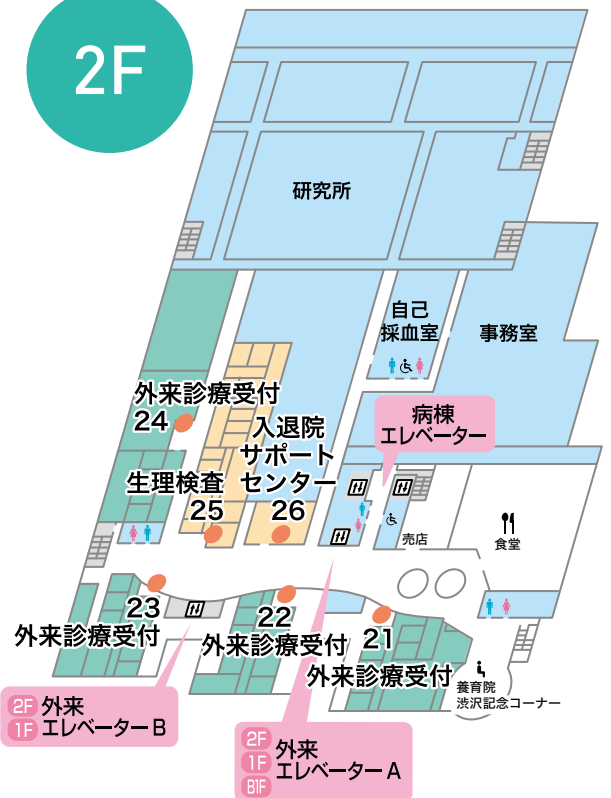 2F
研究所
自己
採血室
事務室
外来診療受付
24
病棟
エレベーター
入退院
サポート
センター
26
生理検査
25
売店
食堂
23
外来診療受付
22
外来診療受付
21
外来診療受付
養育院
渋沢記念コーナー
2F
1F
外来
エレベーターB
2F
1F
B1F
外来
エレベーターA